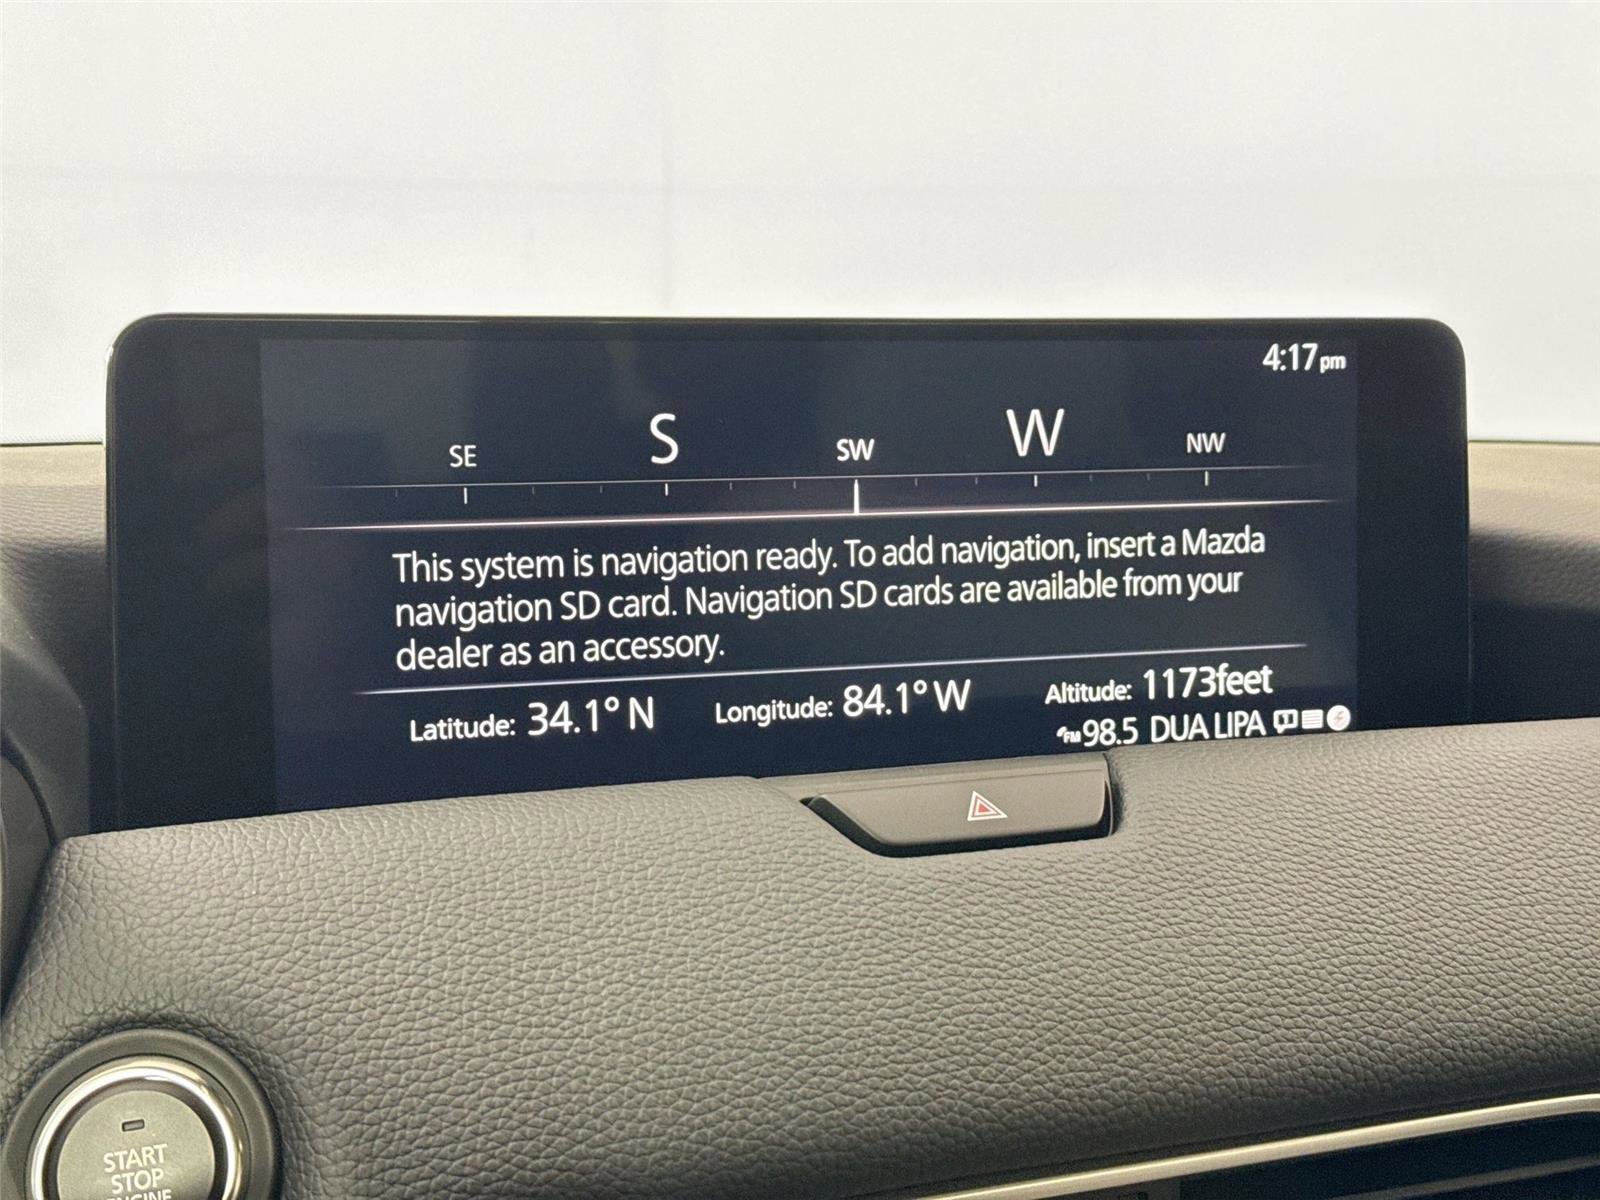 4:17pm
SE S SW W NW
This system is navigation ready. To add navigation, insert a Mazda
navigation SD card. Navigation SD cards are available from your
dealer as an accessory.
Latitude: 34.1° N Longitude: 84.1° W Altitude: 1173feet
FM 98.5 DUA LIPA
START
STOP
ENGINE